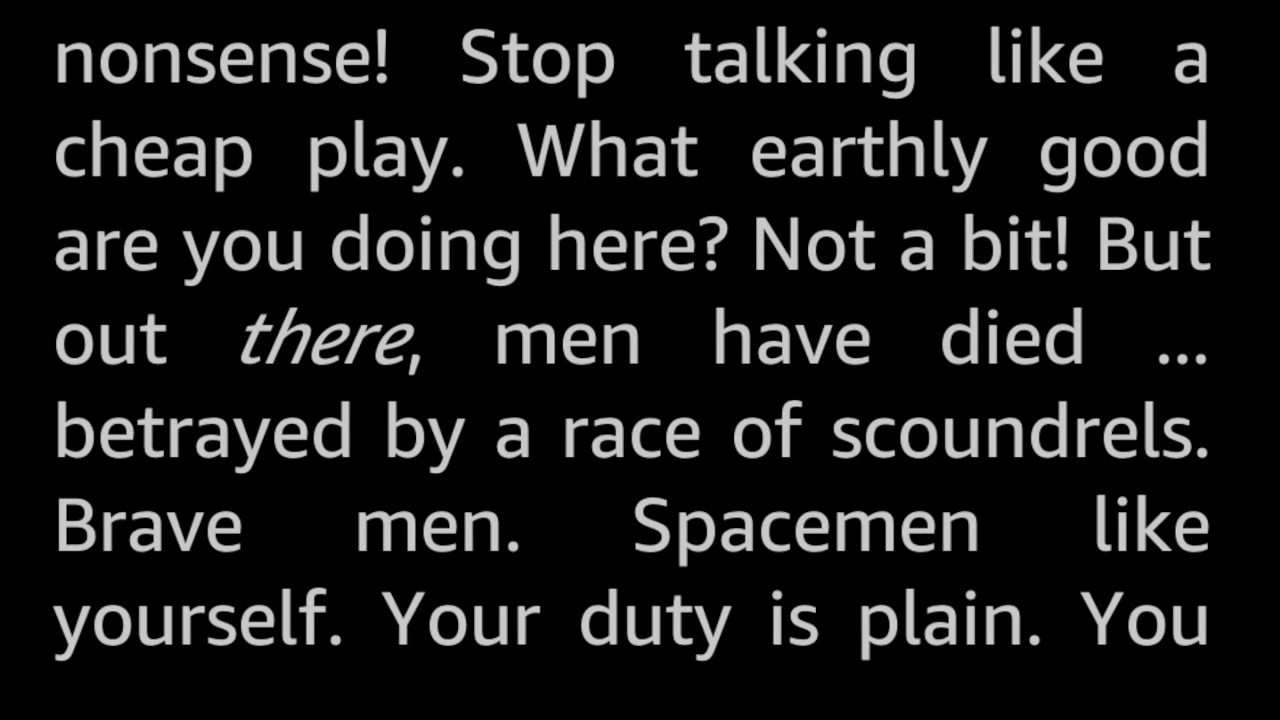 nonsense! Stop talking like a
cheap play. What earthly good
are you doing here? Not a bit! But
out there, men have died ...
betrayed by a race of scoundrels.
Brave men. Spacemen like
yourself. Your duty is plain. You